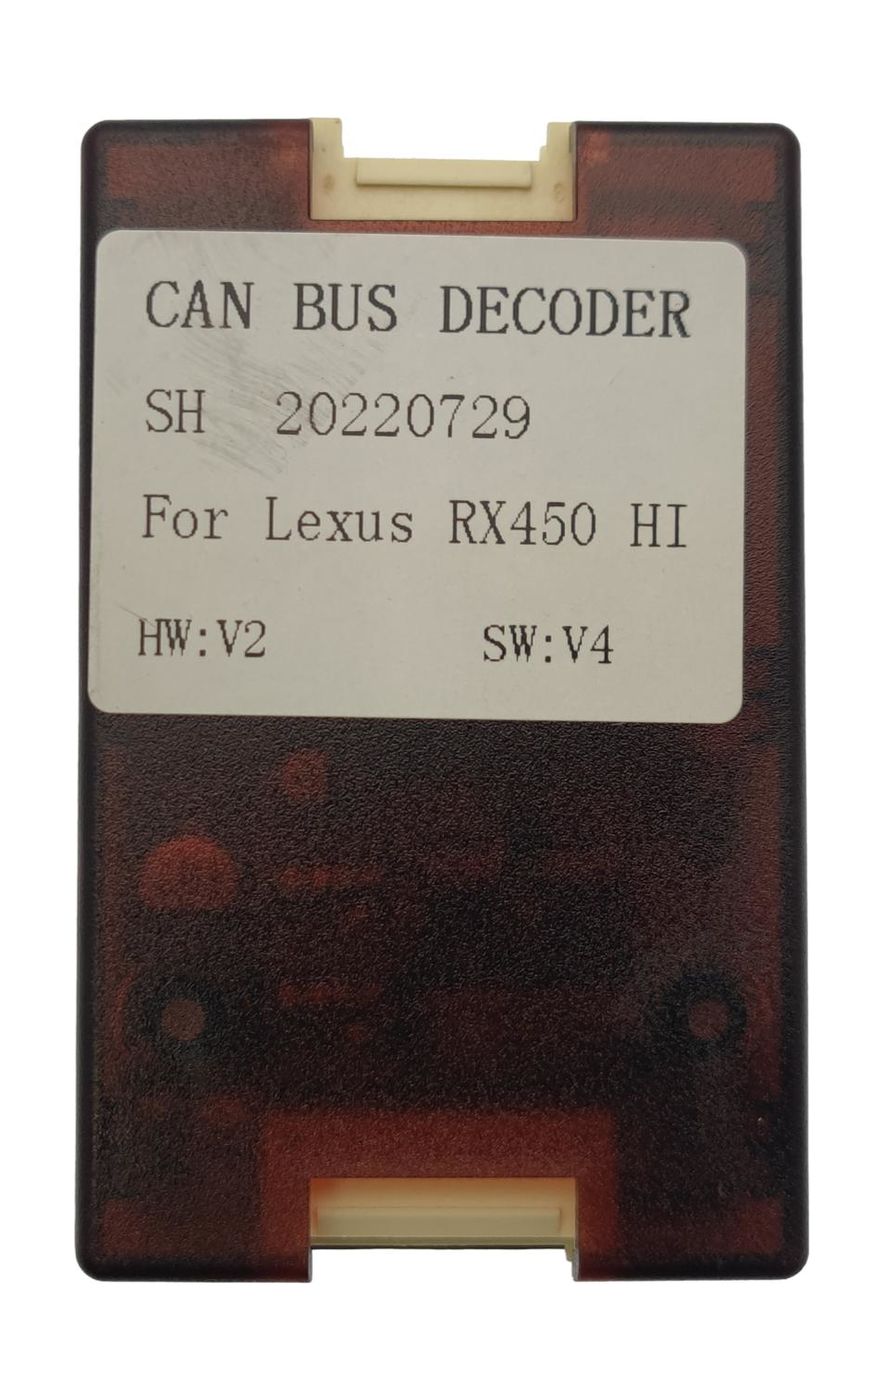 CAN BUS DECODER
SH 20220729
For Lexus RX450 HI
HW:V2 SW:V4